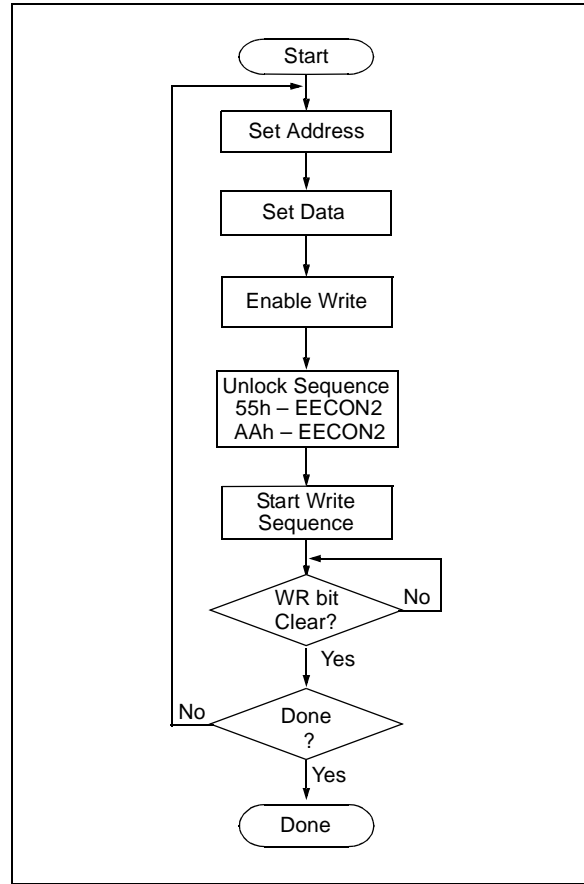 Start
Set Address
Set Data
Enable Write
Unlock Sequence
55h – EECON2
AAh – EECON2
Start Write
Sequence
WR bit
Clear?
No
Yes
Done
?
No
Yes
Done